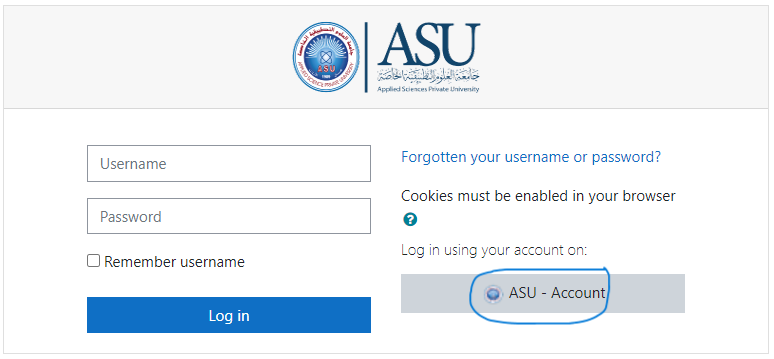 ASU
جامعة العلوم التطبيقية الخاصة
Applied Sciences Private University
ASU
Username
Password
Remember username
Log in
Forgotten your username or password?
Cookies must be enabled in your browser
Log in using your account on:
ASU - Account